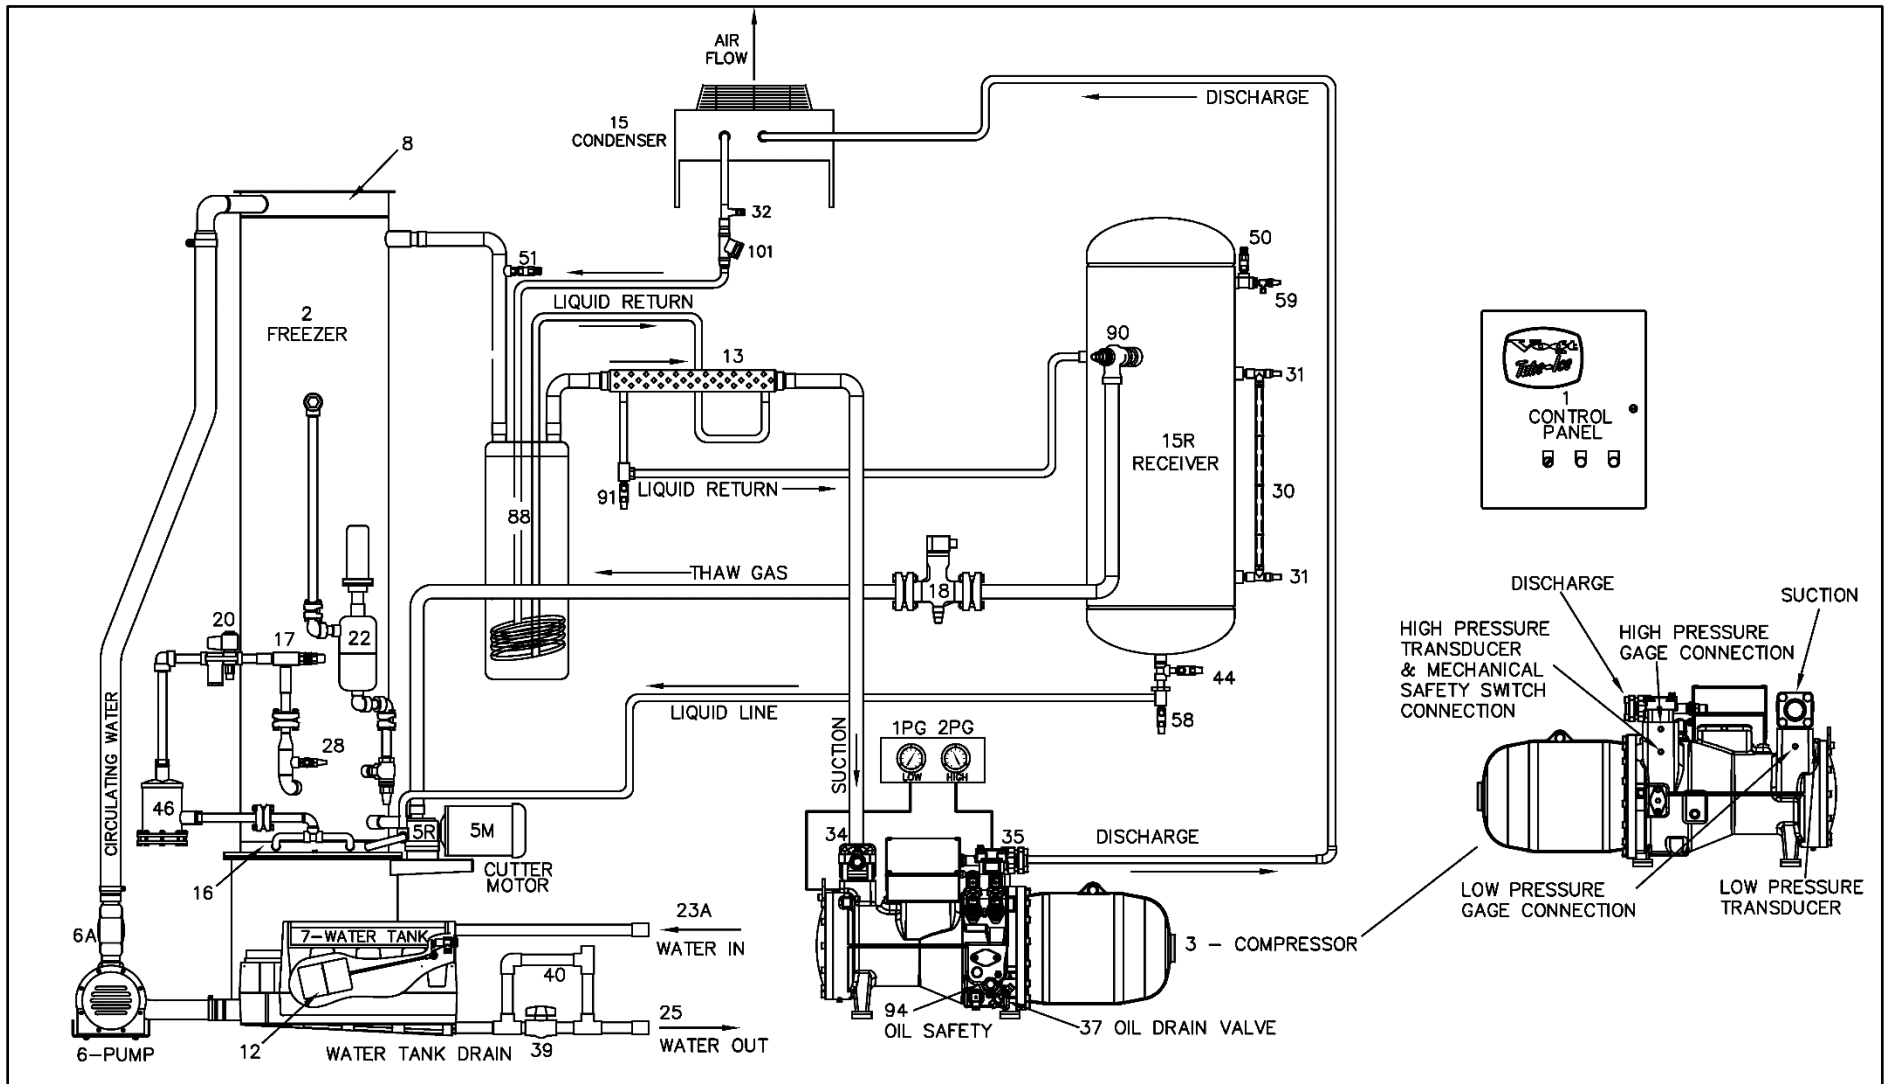 AIR
FLOW
DISCHARGE
15
CONDENSER
8
32
101
51
LIQUID RETURN
2
FREEZER
13
90
50
59
31
15R
RECEIVER
30
31
Vogt
Tube-Ice
1
CONTROL
PANEL
91
LIQUID RETURN
88
THAW GAS
18
20
17
22
28
44
58
LIQUID LINE
1PG 2PG
LOW
HIGH
SUCTION
CIRCULATING WATER
46
5R
5M
CUTTER
MOTOR
16
34
35
DISCHARGE
DISCHARGE
SUCTION
HIGH PRESSURE
TRANSDUCER
& MECHANICAL
SAFETY SWITCH
CONNECTION
HIGH PRESSURE
GAGE CONNECTION
LOW PRESSURE
GAGE CONNECTION
LOW PRESSURE
TRANSDUCER
3 - COMPRESSOR
6A
7-WATER TANK
23A
WATER IN
40
25
WATER OUT
39
WATER TANK DRAIN
12
6-PUMP
94
OIL SAFETY
37 OIL DRAIN VALVE